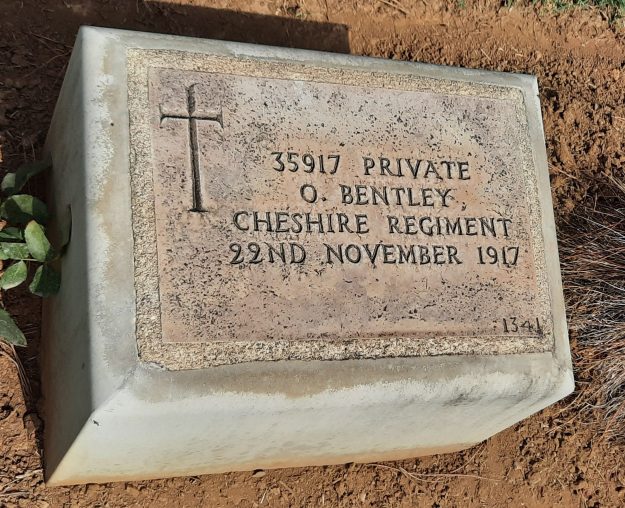 35917 PRIVATE
O. BENTLEY
CHESHIRE REGIMENT
22ND NOVEMBER 1917
1341